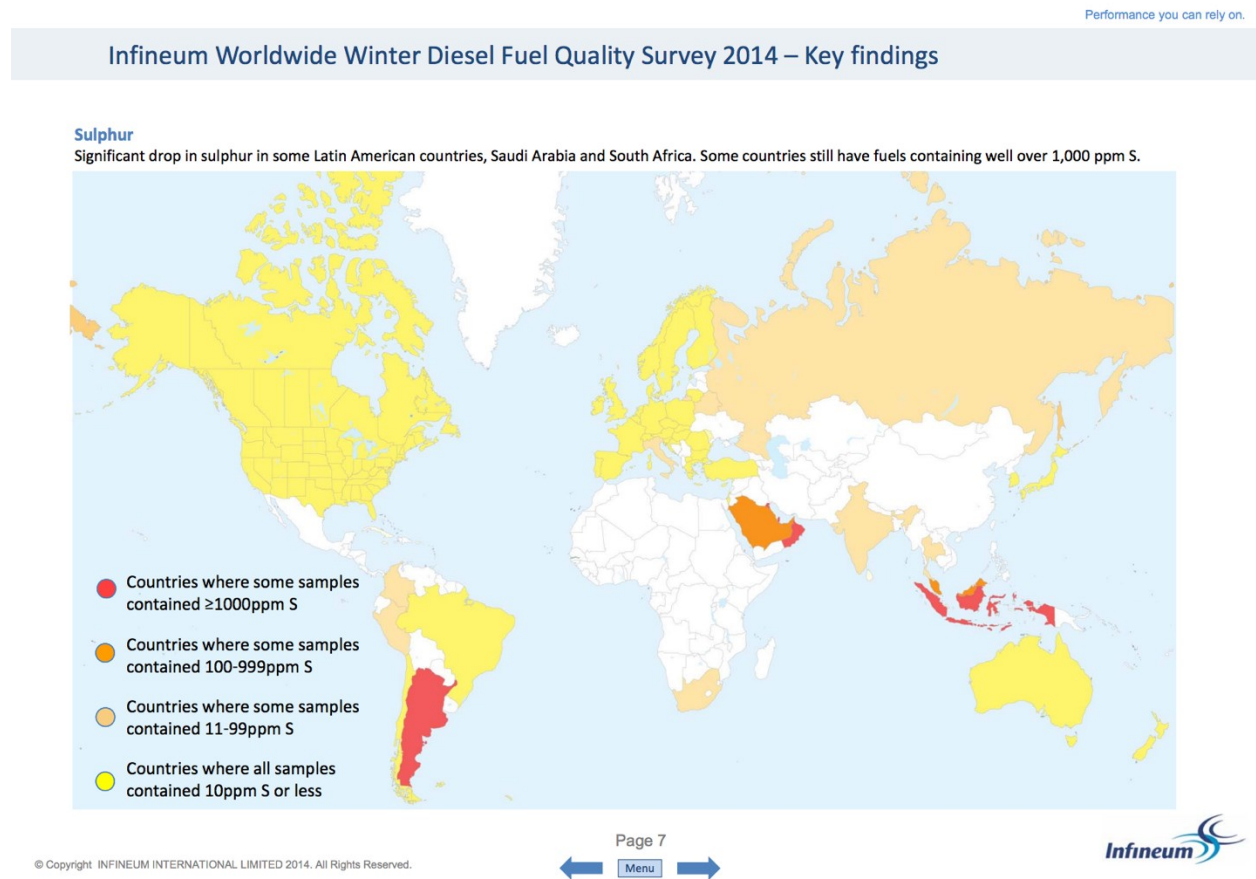 Performance you can rely on.
Infineum Worldwide Winter Diesel Fuel Quality Survey 2014 – Key findings
Sulphur
Significant drop in sulphur in some Latin American countries, Saudi Arabia and South Africa. Some countries still have fuels containing well over 1,000 ppm S.
Countries where some samples
contained ≥1000ppm S
Countries where some samples
contained 100-999ppm S
Countries where some samples
contained 11-99ppm S
Countries where all samples
contained 10ppm S or less
Page 7
Menu
© Copyright INFINEUM INTERNATIONAL LIMITED 2014. All Rights Reserved.
Infineum